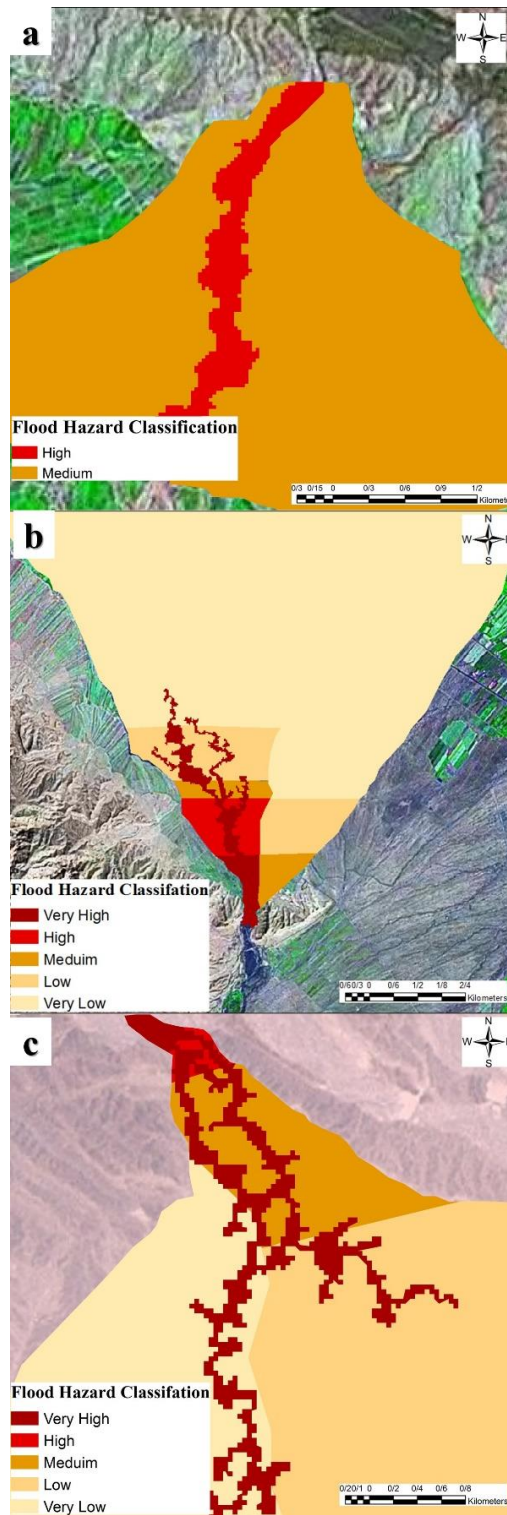 a
N
W E
S
Flood Hazard Classification
High
Medium
0/3 0/15 0 0/3 0/6 0/9 1/2
Kilometer
b
N
W
S
Flood Hazard Classifation
Very High
High
Meduim
Low
Very Low
0/60/3 0 0/6 1/2 1/8 2/4
Kilometers
c
N
W
S
Flood Hazard Classifation
Very High
High
Meduim
Low
Very Low
0/20/1 0 0/2 0/4 0/6 0/8
Kilometers